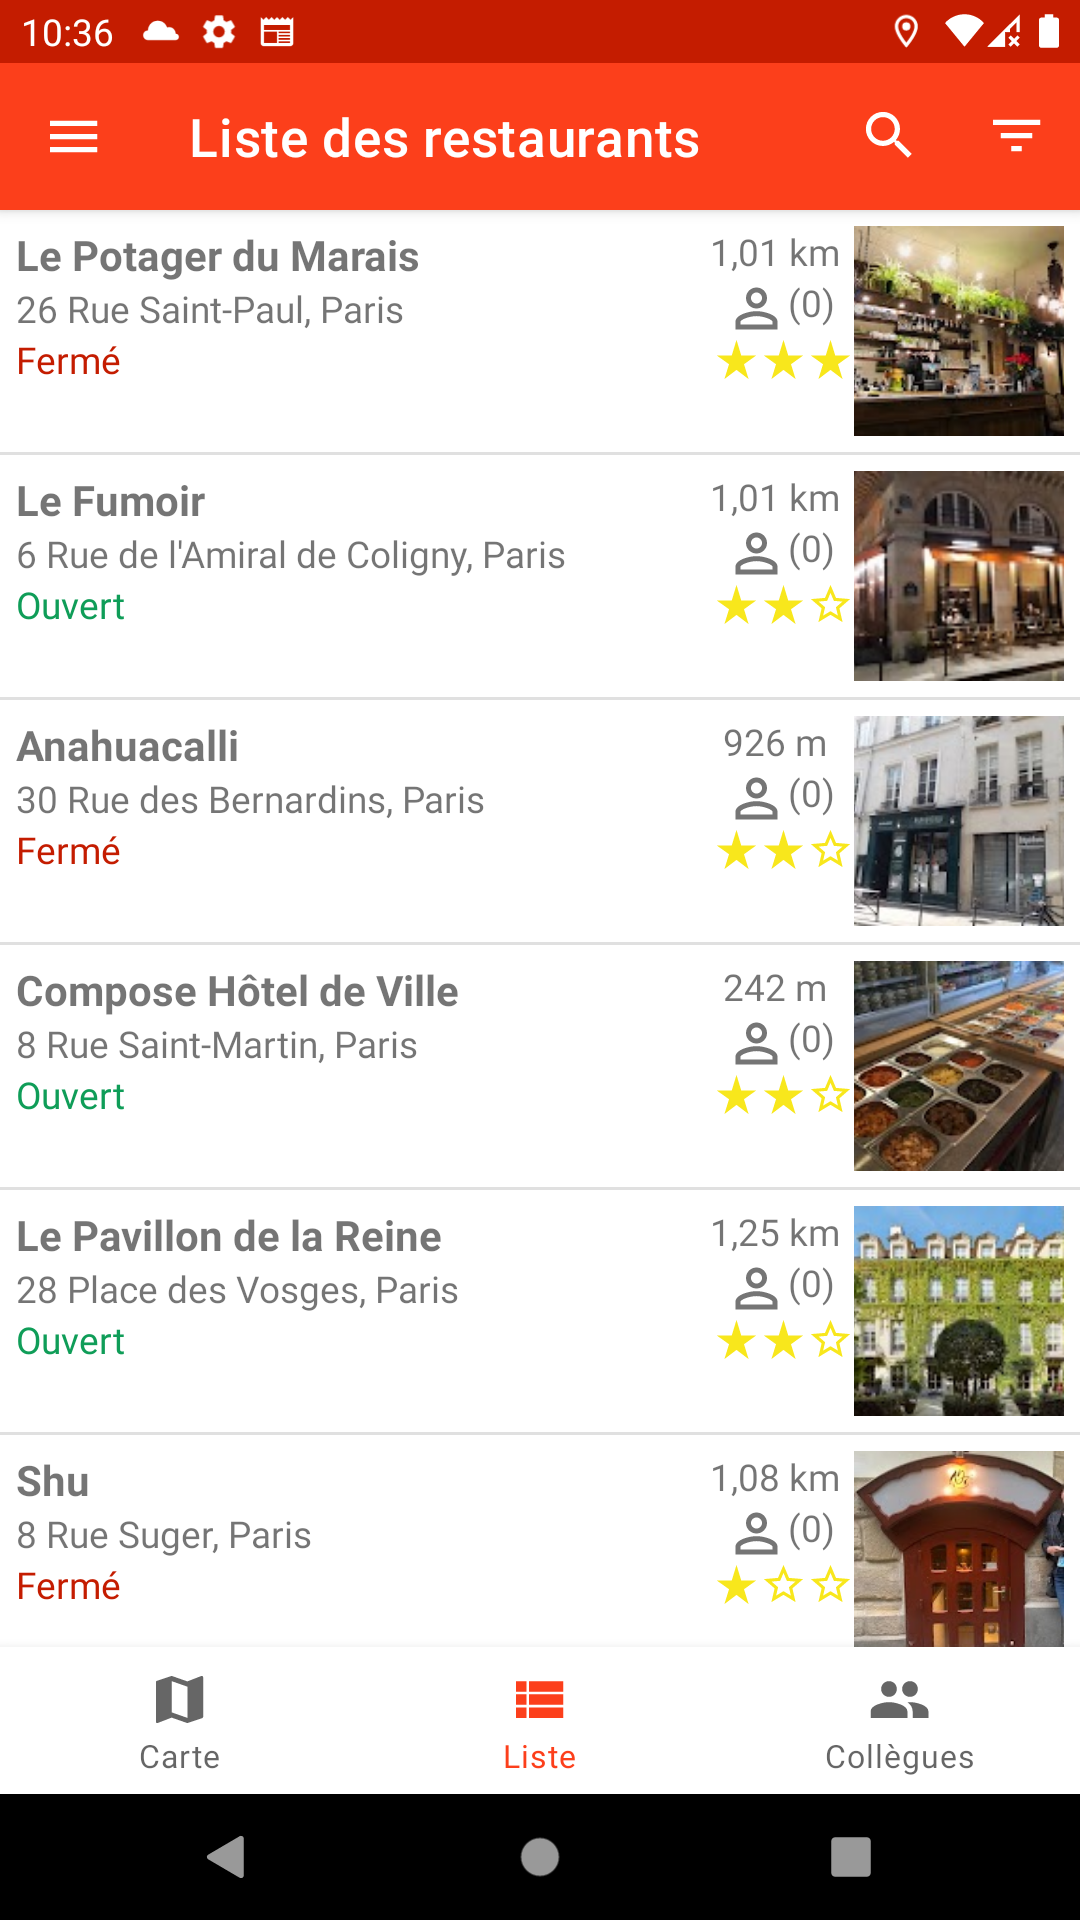 10:36
Liste des restaurants
Le Potager du Marais
1,01 km
26 Rue Saint-Paul, Paris
(0)
Fermé
Le Fumoir
1,01 km
6 Rue de l'Amiral de Coligny, Paris
(0)
Ouvert
Anahuacalli
926 m
30 Rue des Bernardins, Paris
(0)
Fermé
Compose Hôtel de Ville
242 m
8 Rue Saint-Martin, Paris
(0)
Ouvert
Le Pavillon de la Reine
1,25 km
28 Place des Vosges, Paris
(0)
Ouvert
Shu
1,08 km
8 Rue Suger, Paris
(0)
Fermé
Carte
Liste
Collègues